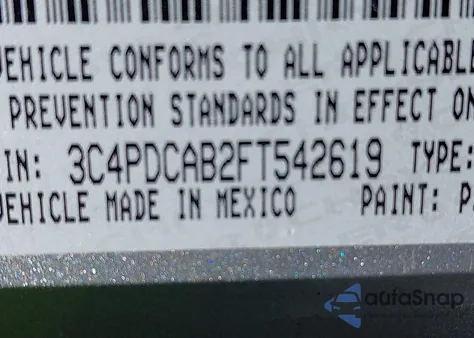 VEHICLE CONFORMS TO ALL APPLICABLE
PREVENTION STANDARDS IN EFFECT ON
IN: 3C4PDCAB2FT542619 TYPE:
VEHICLE MADE IN MEXICO PAINT: P
autoSnap